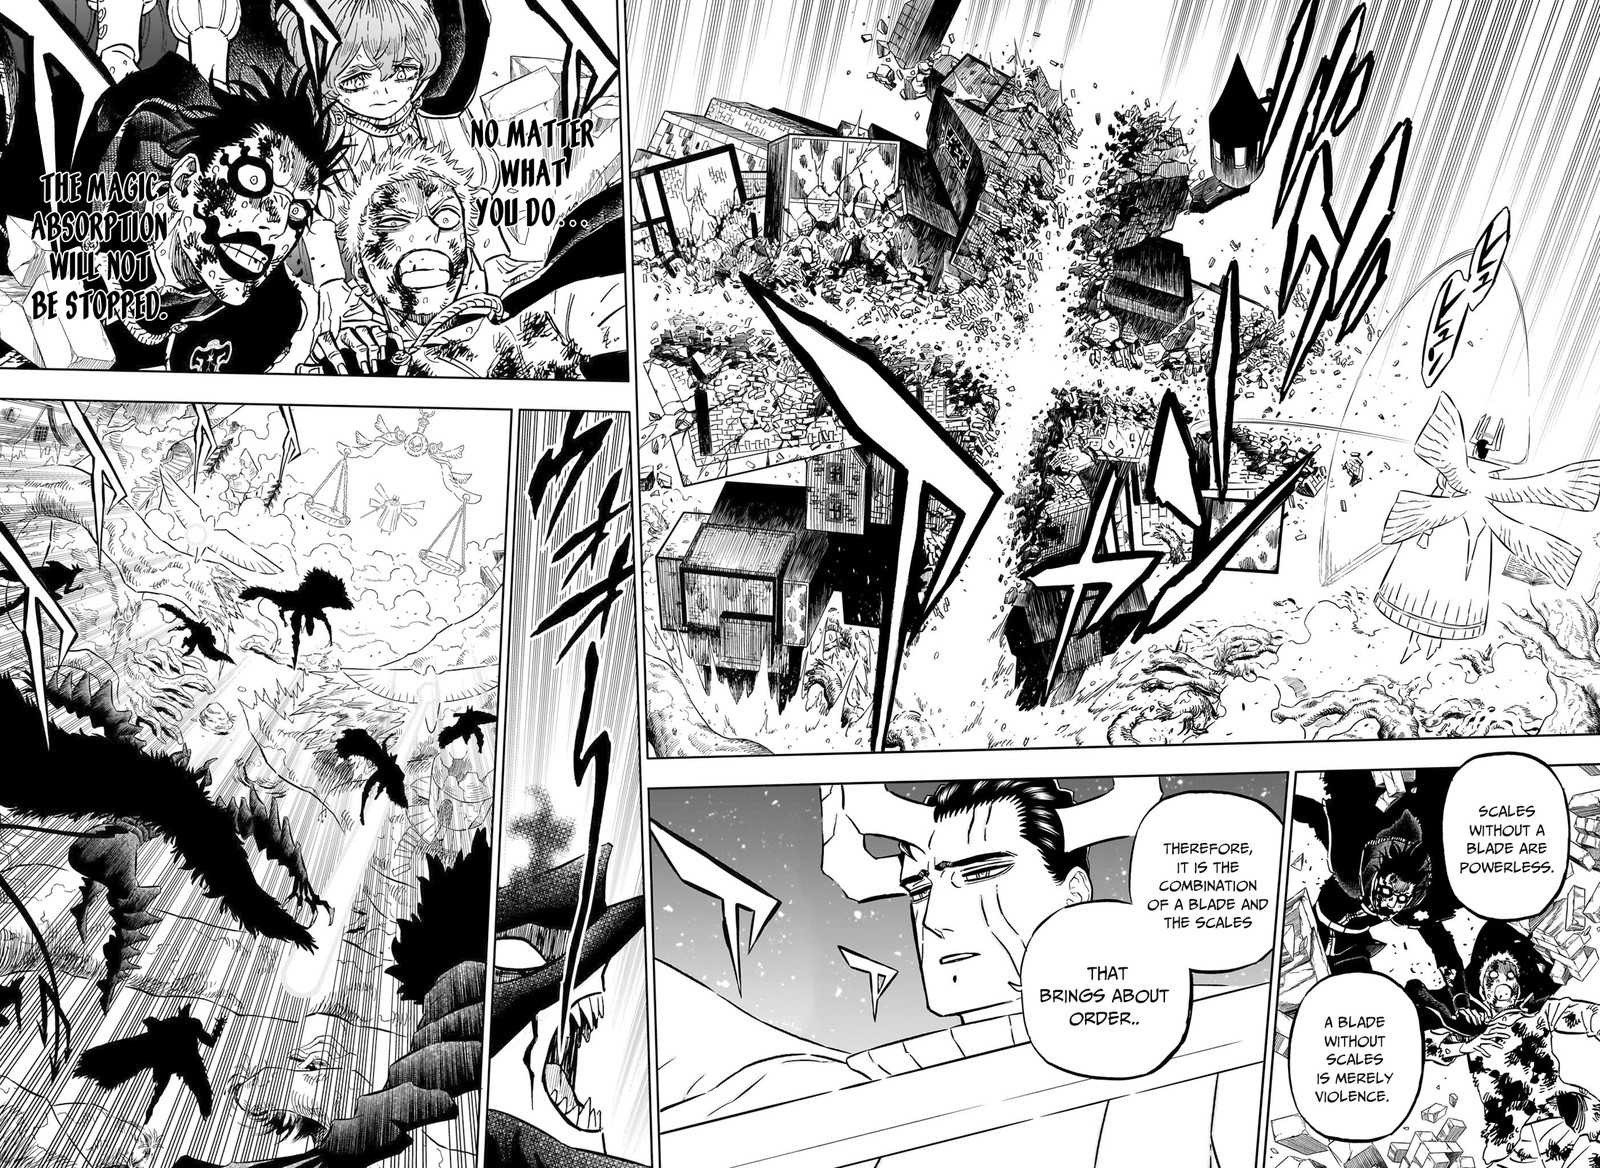 SCALES
WITHOUT A
BLADE ARE
POWERLESS.
A BLADE
WITHOUT
SCALES
IS MERELY
VIOLENCE.
THEREFORE,
IT IS THE
COMBINATION
OF A BLADE AND
THE SCALES
THAT
BRINGS ABOUT
ORDER..
NO MATTER
WHAT
YOU DO...
THE MAGIC
ABSORPTION
WILL NOT
BE STOPPED.